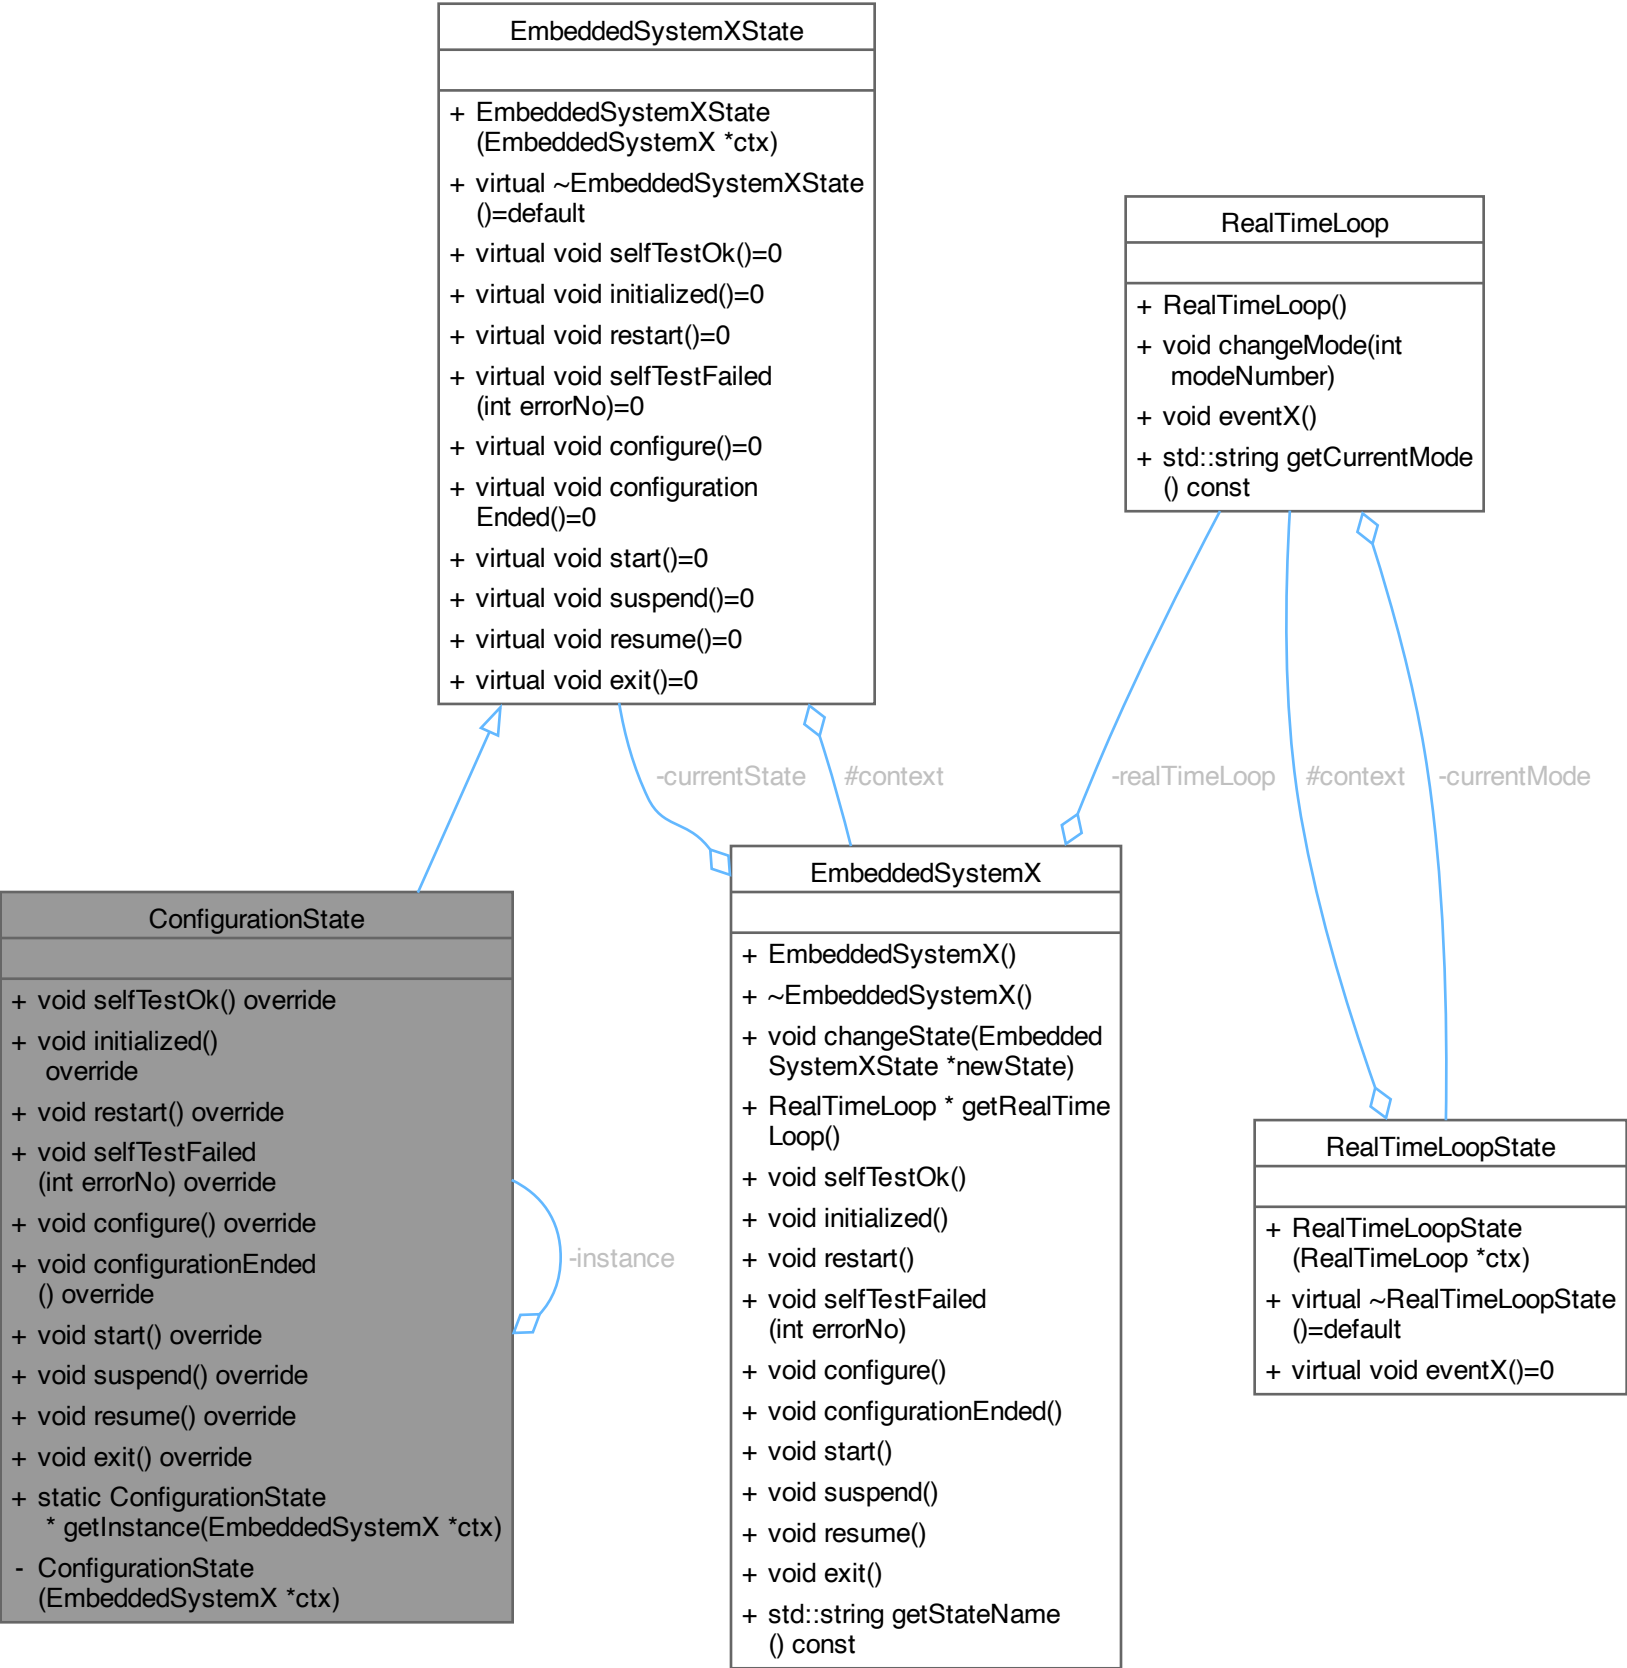 EmbeddedSystemXState
+ EmbeddedSystemXState
(EmbeddedSystemX *ctx)
+ virtual ~EmbeddedSystemXState
()=default
+ virtual void selfTestOk()=0
+ virtual void initialized()=0
+ virtual void restart()=0
+ virtual void selfTestFailed
(int errorNo)=0
+ virtual void configure()=0
+ virtual void configuration
Ended()=0
+ virtual void start()=0
+ virtual void suspend()=0
+ virtual void resume()=0
+ virtual void exit()=0
RealTimeLoop
+ RealTimeLoop()
+ void changeMode(int
modeNumber)
+ void eventX()
+ std::string getCurrentMode
() const
-currentState
#context
-realTimeLoop
#context
-currentMode
ConfigurationState
+ void selfTestOk() override
+ void initialized()
override
+ void restart() override
+ void selfTestFailed
(int errorNo) override
+ void configure() override
+ void configurationEnded
() override
+ void start() override
+ void suspend() override
+ void resume() override
+ void exit() override
+ static ConfigurationState
* getInstance(EmbeddedSystemX *ctx)
- ConfigurationState
(EmbeddedSystemX *ctx)
-instance
EmbeddedSystemX
+ EmbeddedSystemX()
+ ~EmbeddedSystemX()
+ void changeState(Embedded
SystemXState *newState)
+ RealTimeLoop * getRealTime
Loop()
+ void selfTestOk()
+ void initialized()
+ void restart()
+ void selfTestFailed
(int errorNo)
+ void configure()
+ void configurationEnded()
+ void start()
+ void suspend()
+ void resume()
+ void exit()
+ std::string getStateName
() const
RealTimeLoopState
+ RealTimeLoopState
(RealTimeLoop *ctx)
+ virtual ~RealTimeLoopState
()=default
+ virtual void eventX()=0